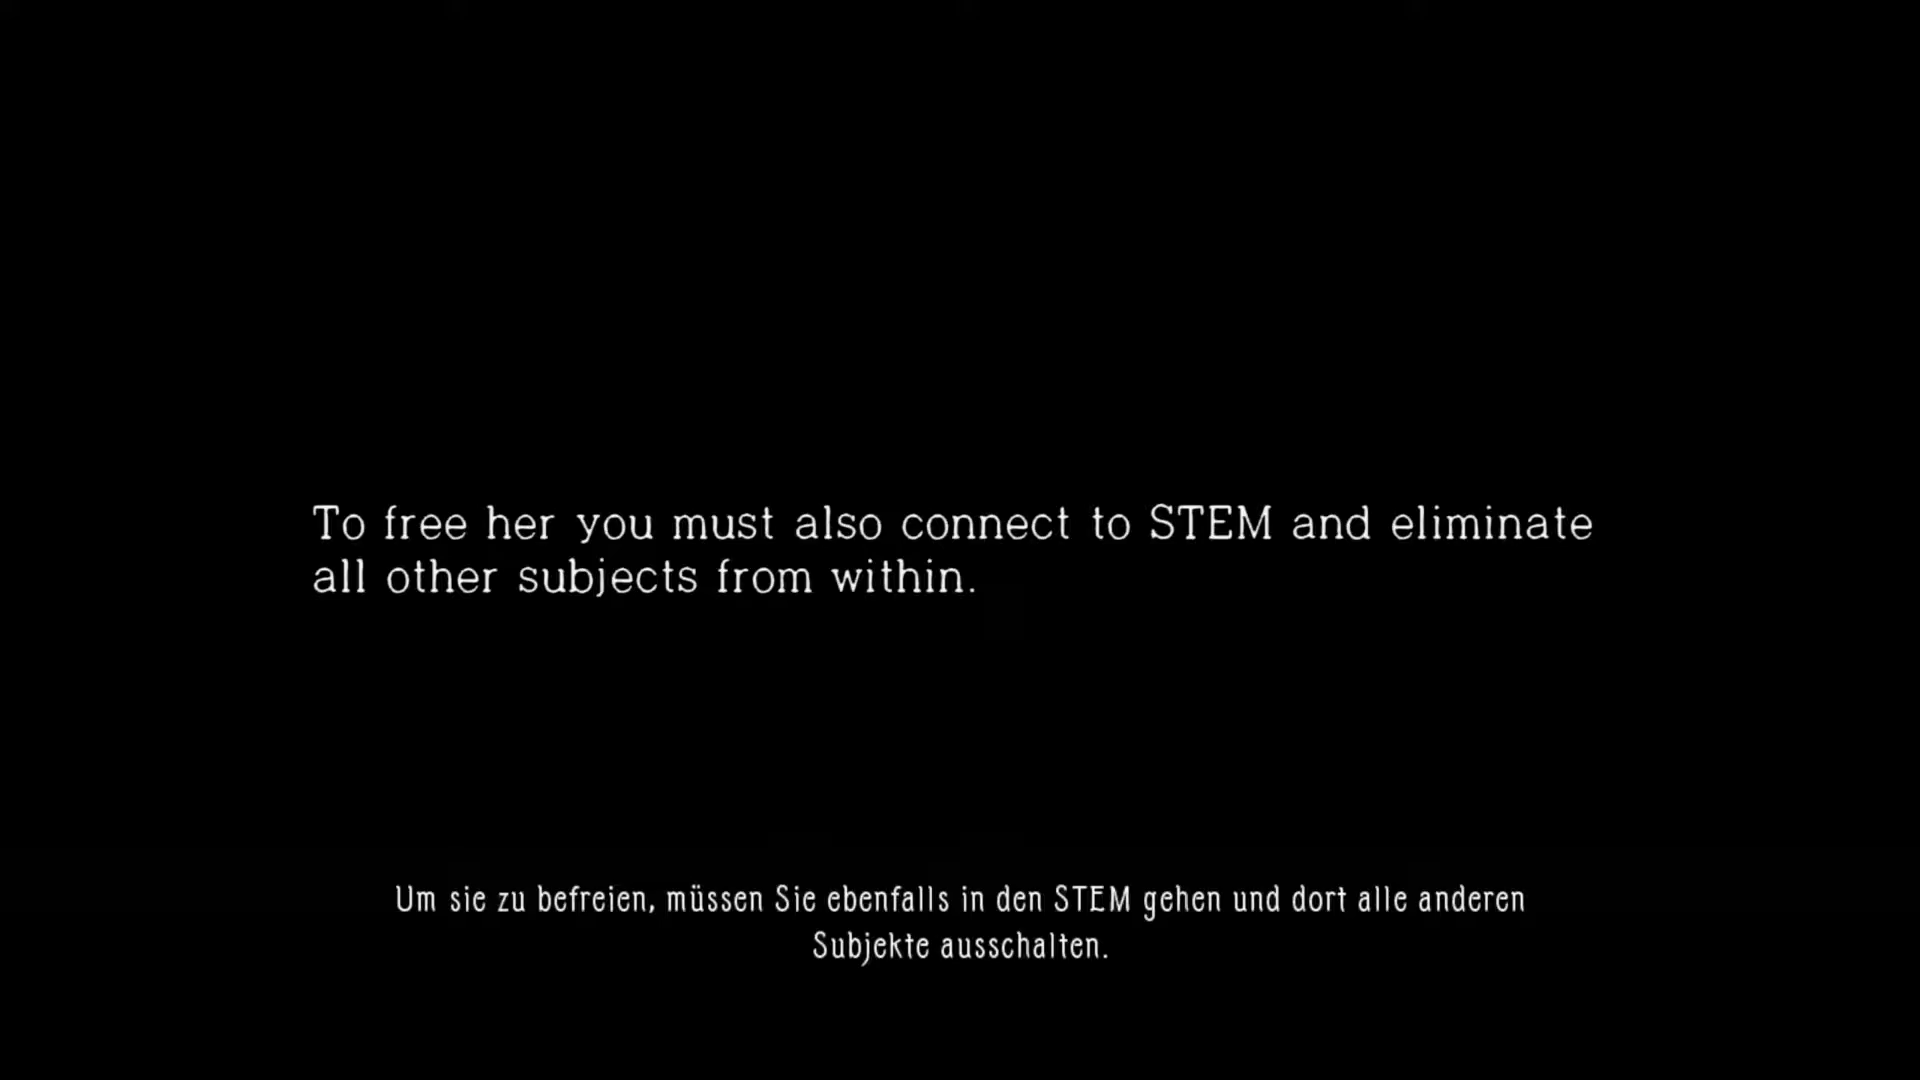 To free her you must also connect to STEM and eliminate
all other subjects from within.
Um sie zu befreien, müssen Sie ebenfalls in den STEM gehen und dort alle anderen
Subjekte ausschalten.